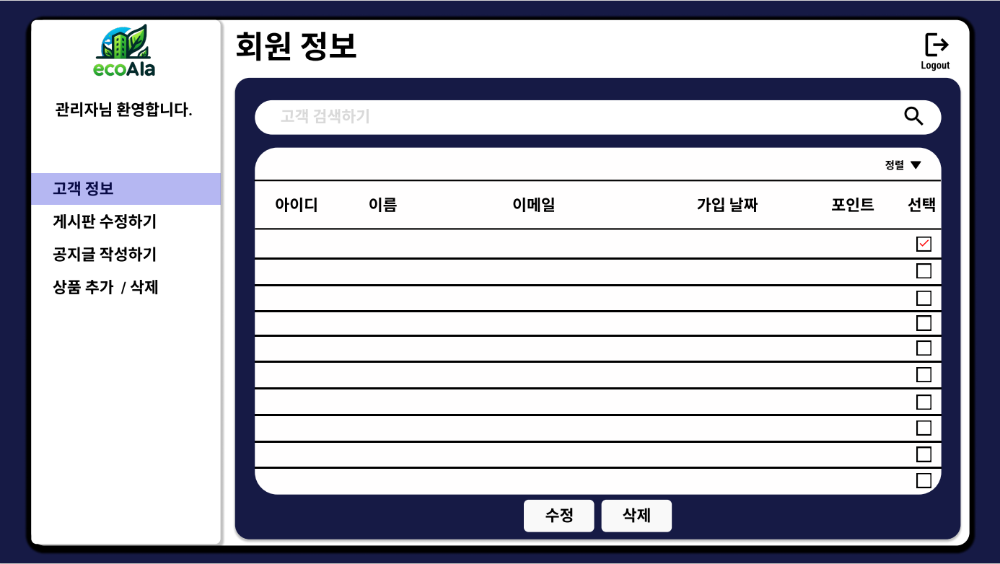 ecoAla
관리자님 환영합니다.
고객 정보
게시판 수정하기
공지글 작성하기
상품 추가 / 삭제
회원 정보
Logout
고객 검색하기
정렬 ▼
아이디 이름 이메일 가입 날짜 포인트 선택
수정 삭제